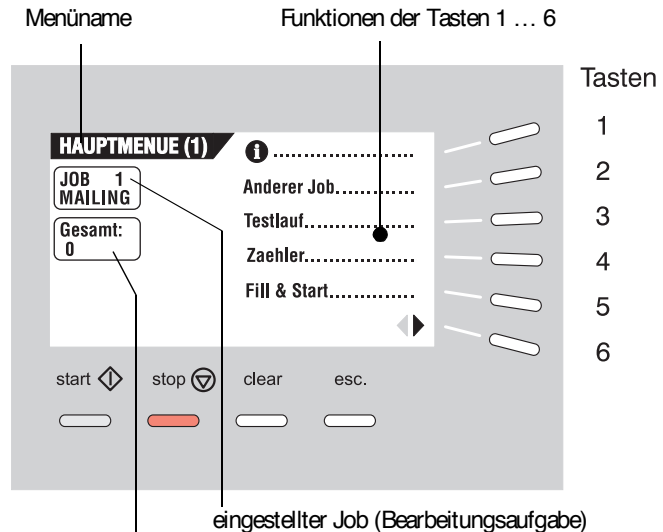 Menüname
Funktionen der Tasten 1 … 6
Tasten
HAUPTMENUE (1)
JOB 1
MAILING
Gesamt:
0
i ..................
Anderer Job..............
Testlauf...................
Zaehler...................
Fill & Start...............
1
2
3
4
5
6
start
stop
clear
esc.
eingestellter Job (Bearbeitungsaufgabe)